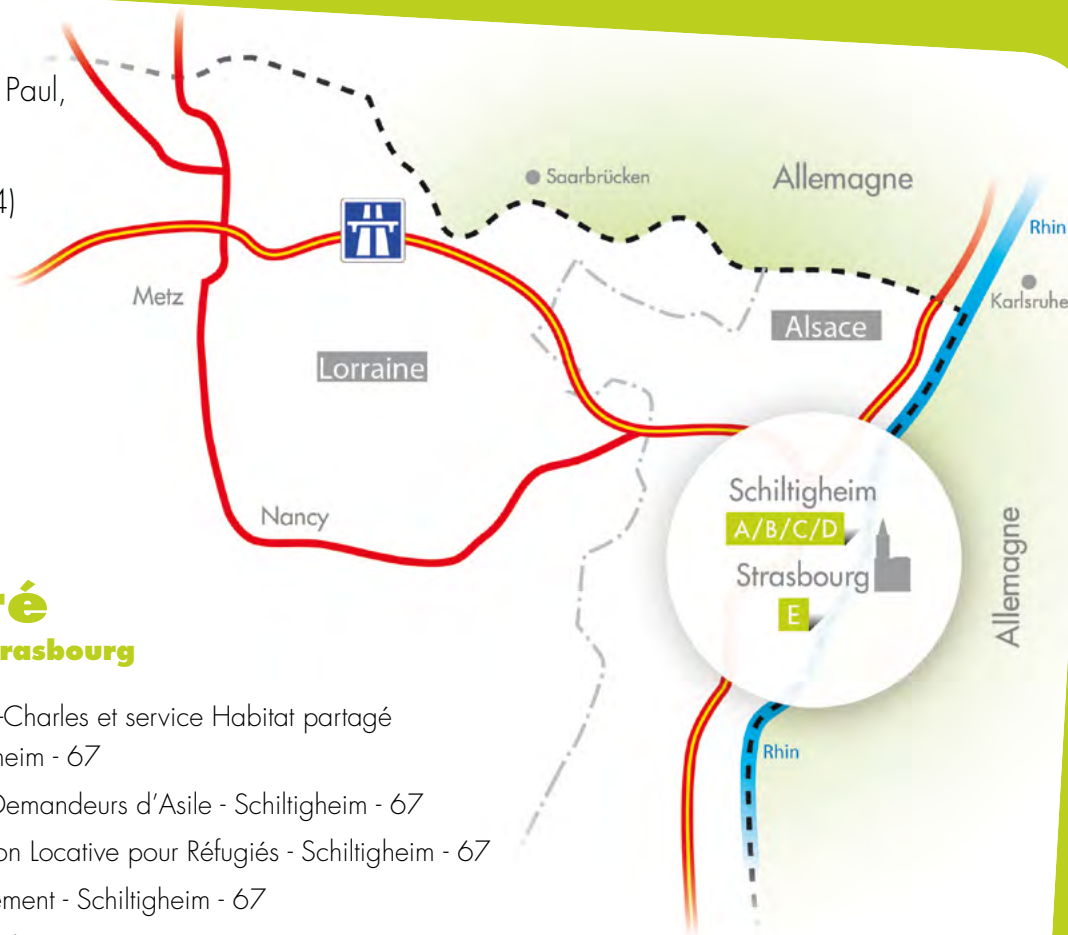 Paul,
4)
Saarbrücken
Allemagne
Rhin
Karlsruhe
Metz
Alsace
Lorraine
Schiltigheim
A/B/C/D
Nancy
Strasbourg
E
Allemagne
Rhin
ré
rasbourg
-Charles et service Habitat partagé
heim - 67
Demandeurs d'Asile - Schiltigheim - 67
on Locative pour Réfugiés - Schiltigheim - 67
ement - Schiltigheim - 67